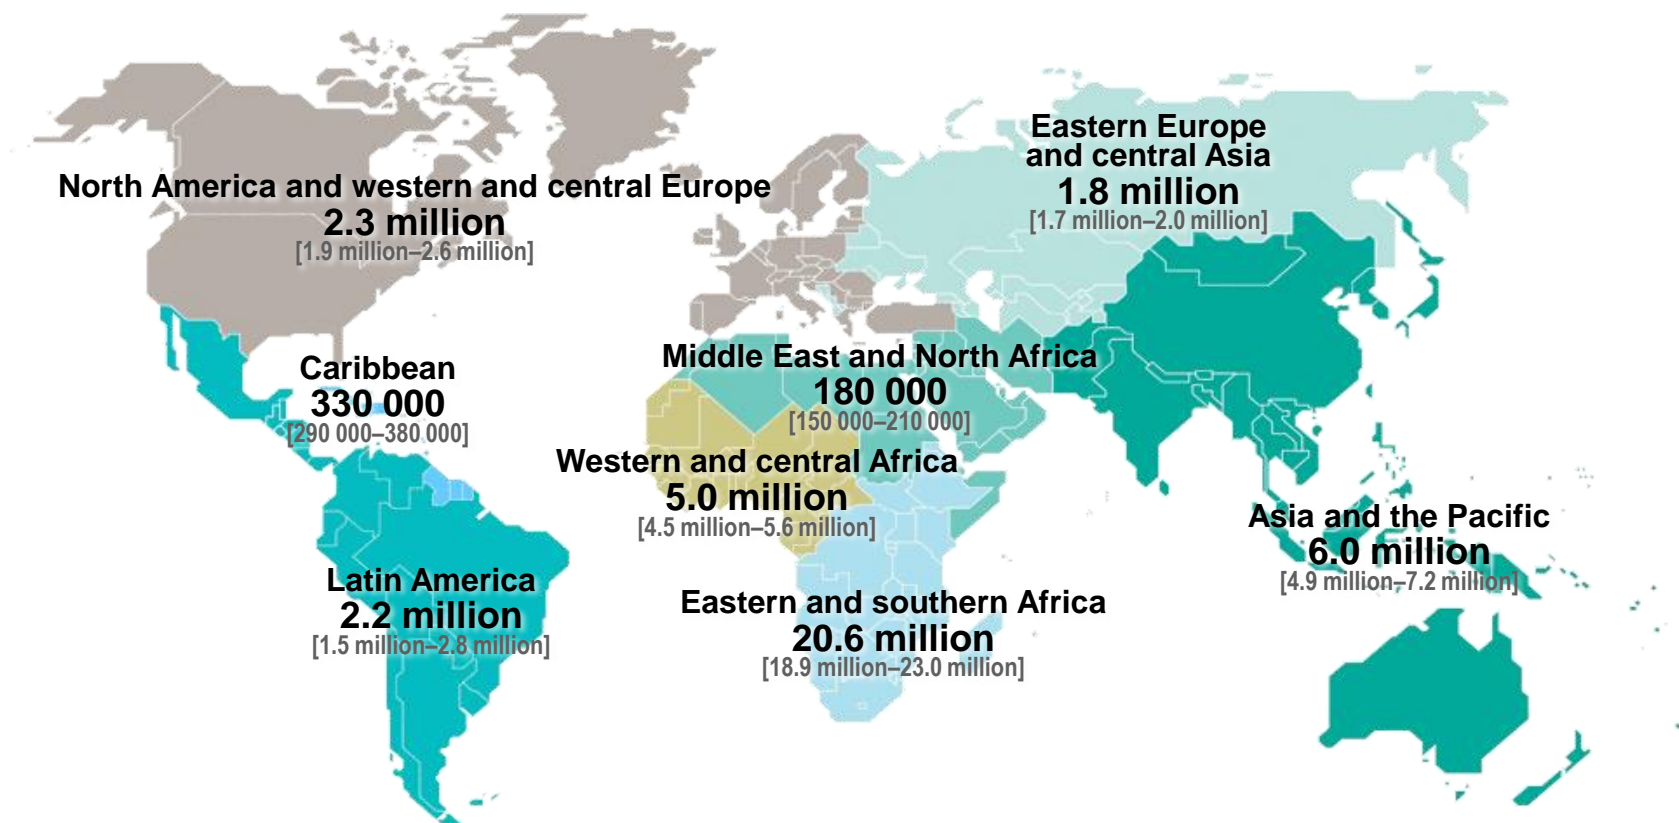 Eastern Europe
and central Asia
1.8 million
[1.7 million–2.0 million]
North America and western and central Europe
2.3 million
[1.9 million–2.6 million]
Caribbean
330 000
[290 000–380 000]
Middle East and North Africa
180 000
[150 000–210 000]
Western and central Africa
5.0 million
[4.5 million–5.6 million]
Asia and the Pacific
6.0 million
[4.9 million–7.2 million]
Latin America
2.2 million
[1.5 million–2.8 million]
Eastern and southern Africa
20.6 million
[18.9 million–23.0 million]